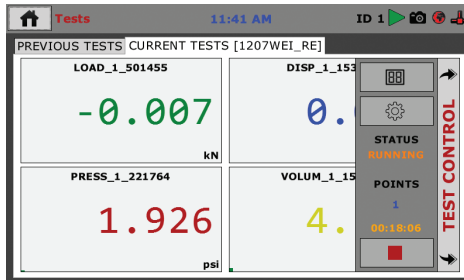 Tests 11:41 AM ID 1
PREVIOUS TESTS CURRENT TESTS [1207WEI_RE]
LOAD_1_501455
-0.007
kN
DISP_1_153
0.
PRESS_1_221764
1.926
psi
VOLUM_1_15
4.
STATUS
RUNNING
POINTS
1
00:18:06
TEST CONTROL